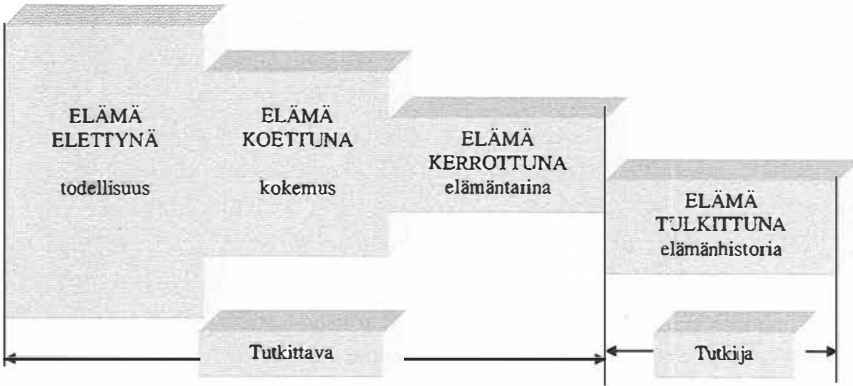 ELÄMÄ
ELETTYNÄ
todellisuus
ELÄMÄ
KOETTUNA
kokemus
ELÄMÄ
KERROTTUNA
elämäntarina
ELÄMÄ
TULKITTUNA
elämänhistoria
Tutkittava
Tutkija